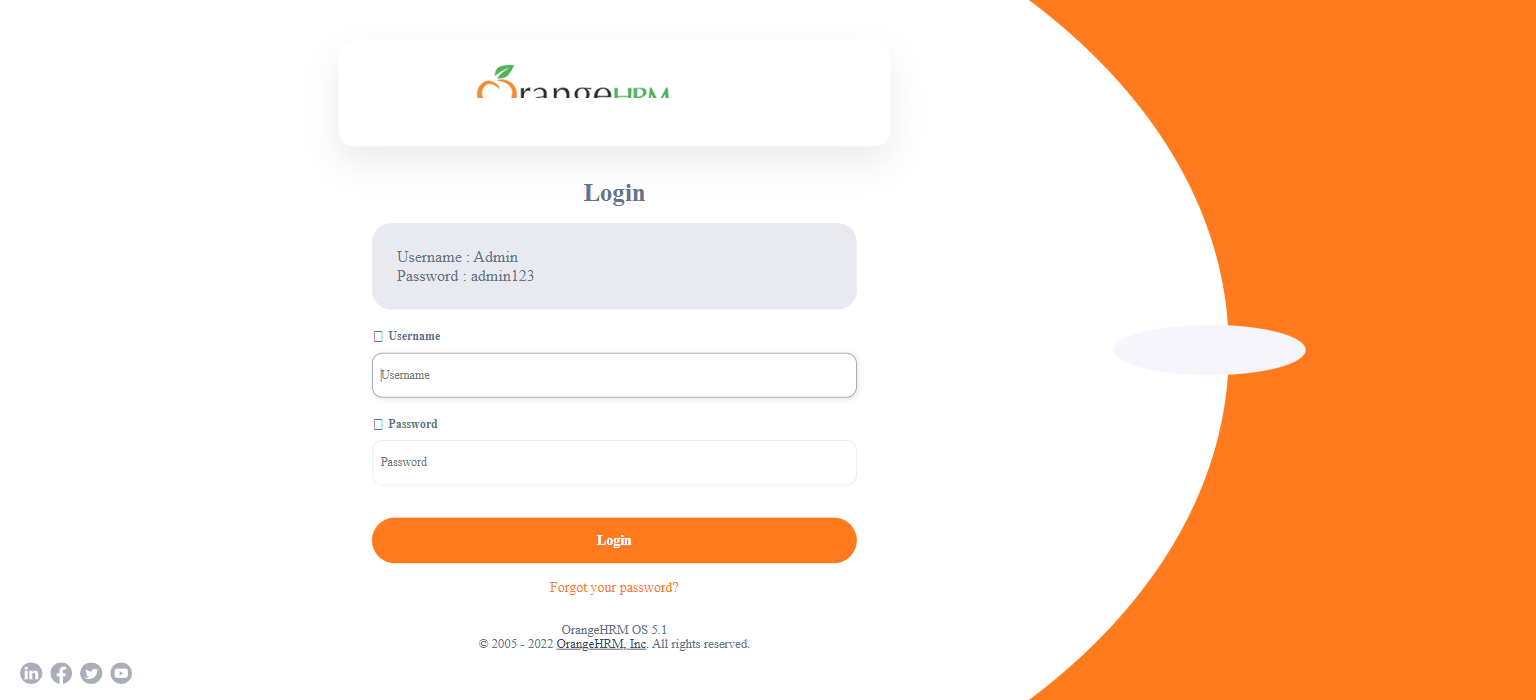 OrangeHRM
Login
Username : Admin
Password : admin123
Username
Username
Password
Password
Login
Forgot your password?
OrangeHRM OS 5.1
© 2005 - 2022 OrangeHRM, Inc. All rights reserved.
in